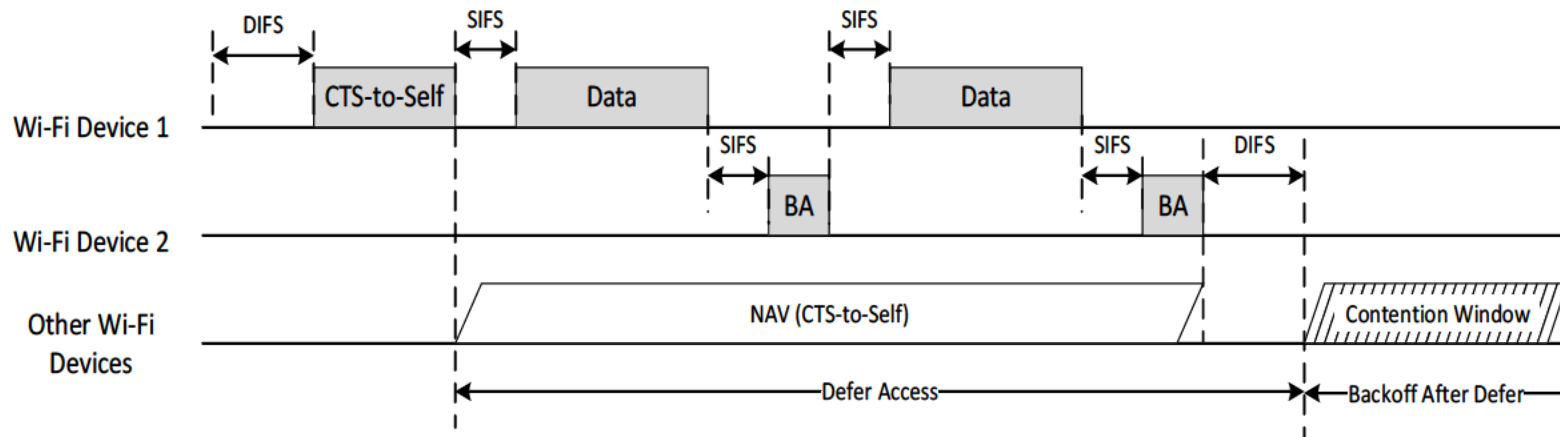 DIFS
SIFS
SIFS
CTS-to-Self
Data
Data
Wi-Fi Device 1
SIFS
SIFS
DIFS
BA
BA
Wi-Fi Device 2
NAV (CTS-to-Self)
Contention Window
Other Wi-Fi
Devices
Defer Access
Backoff After Defer